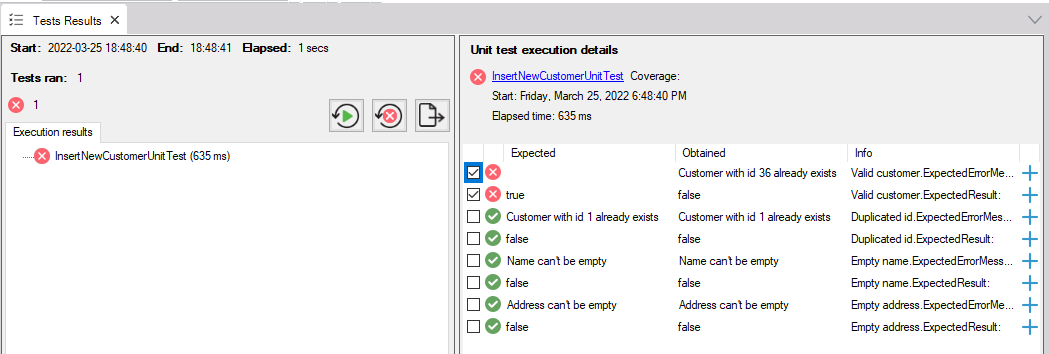 Tests Results
Start: 2022-03-25 18:48:40 End: 2022-03-25 18:48:41 Elapsed: 1 secs
Tests ran: 1
1
Execution results
InsertNewCustomerUnitTest (635 ms)
Unit test execution details
InsertNewCustomerUnitTest Coverage:
Start: Friday, March 25, 2022 6:48:40 PM
Elapsed time: 635 ms
Expected Obtained Info
Customer with id 36 already exists Valid customer.ExpectedErrorMe...
true false Valid customer.ExpectedResult:
Customer with id 1 already exists Customer with id 1 already exists Duplicated id.ExpectedErrorMess...
false false Duplicated id.ExpectedResult:
Name can't be empty Name can't be empty Empty name.ExpectedErrorMess...
false false Empty name.ExpectedResult:
Address can't be empty Address can't be empty Empty address.ExpectedErrorMe...
false false Empty address.ExpectedResult: